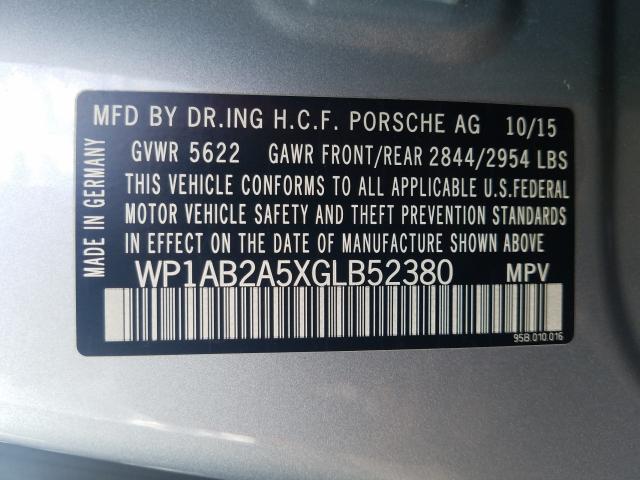 MFD BY DR.ING H.C.F. PORSCHE AG 10/15
GVWR 5622 GAWR FRONT/REAR 2844/2954 LBS
THIS VEHICLE CONFORMS TO ALL APPLICABLE U.S.FEDERAL
MOTOR VEHICLE SAFETY AND THEFT PREVENTION STANDARDS
IN EFFECT ON THE DATE OF MANUFACTURE SHOWN ABOVE
WP1AB2A5XGLB52380 MPV
95B.010.016
MADE IN GERMANY